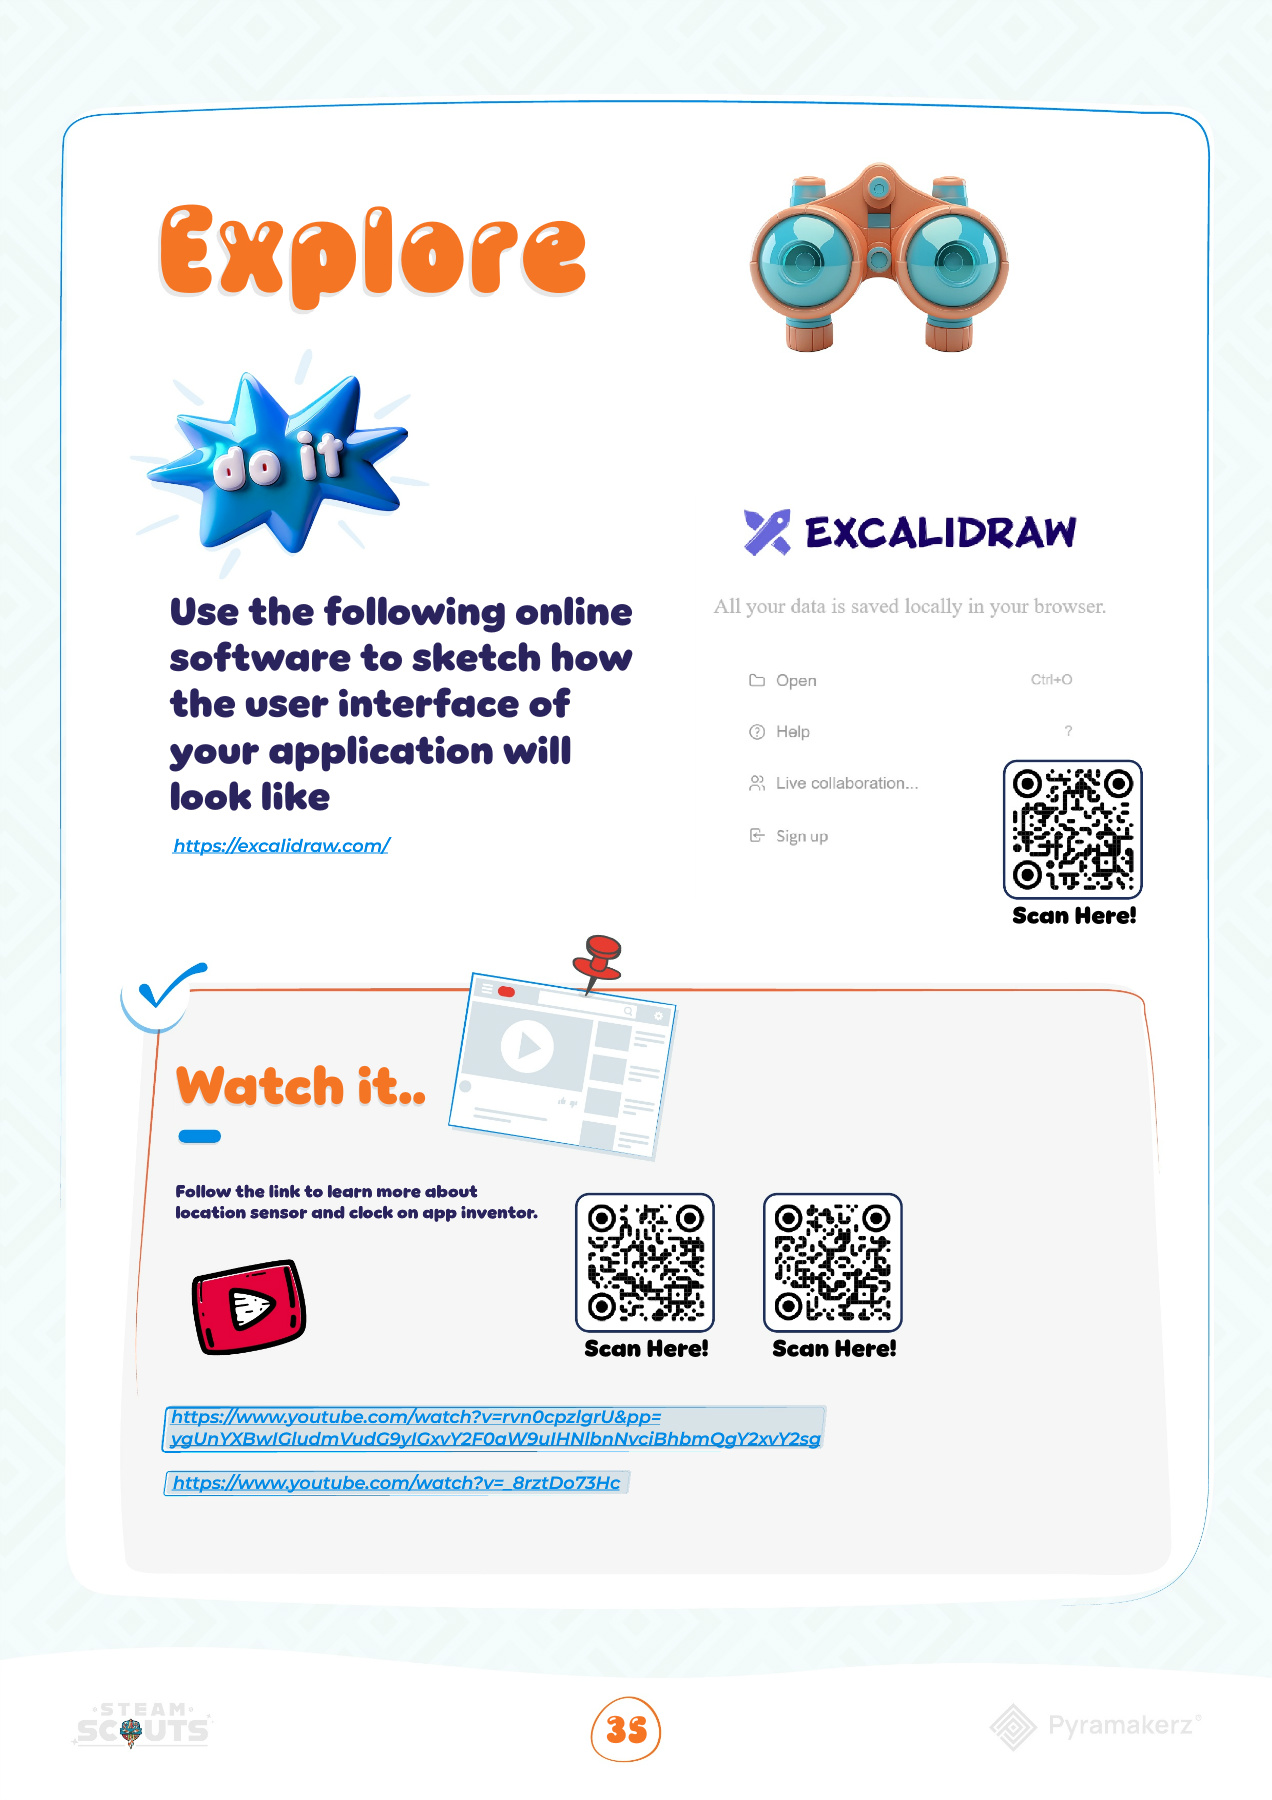 Explore
do it
Use the following online
software to sketch how
the user interface of
your application will
look like
https://excalidraw.com/
EXCALIDRAW
All your data is saved locally in your browser.
Open Ctrl+O
Help ?
Live collaboration...
Sign up
Scan Here!
Watch it..
Follow the link to learn more about
location sensor and clock on app inventor.
Scan Here! Scan Here!
https://www.youtube.com/watch?v=rvn0cpzlgrU&pp=
ygUnYXBwIGludmVudG9yIGxvY2F0aW9uIHNlbnNvciBhbmQgY2xvY2sg
https://www.youtube.com/watch?v=_8rztDo73Hc
STEAM
SCOUTS
35
Pyramakerz